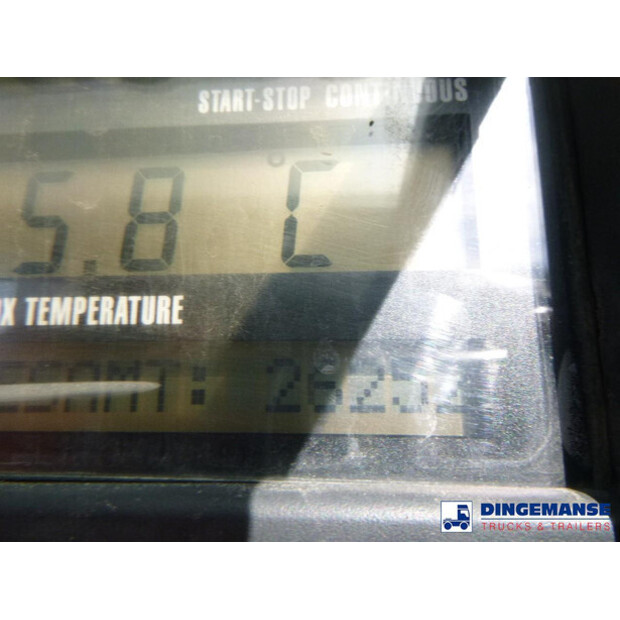 START-STOP CONTINUOUS
5.8 °C
TEMPERATURE
DINGEMANSE
TRUCKS & TRAILERS